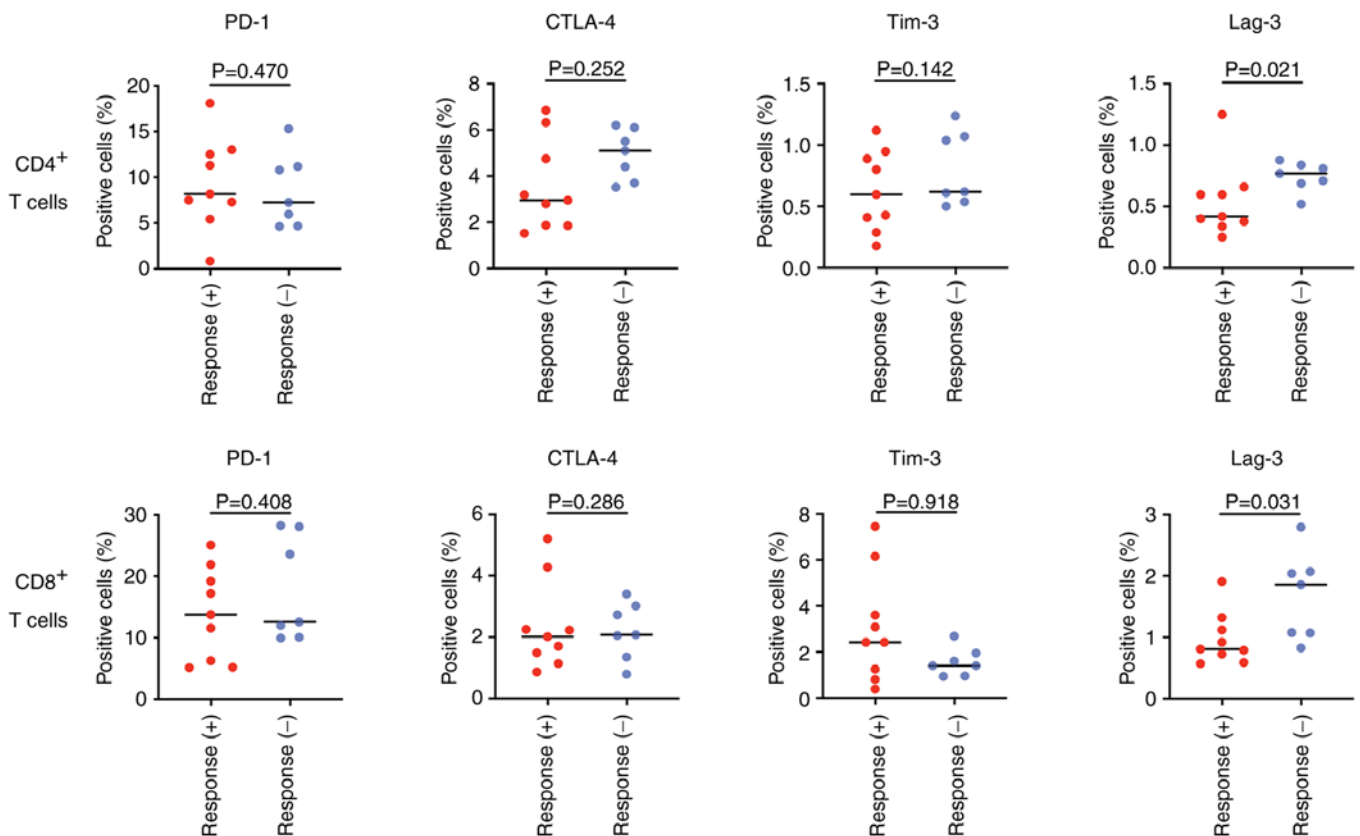 PD-1
CTLA-4
Tim-3
Lag-3
CD4+
T cells
Positive cells (%)
20
15
10
5
0
P=0.470
Response (+)
Response (−)
Positive cells (%)
8
6
4
2
0
P=0.252
Response (+)
Response (−)
Positive cells (%)
1.5
1.0
0.5
0.0
P=0.142
Response (+)
Response (−)
Positive cells (%)
1.5
1.0
0.5
0.0
P=0.021
Response (+)
Response (−)
PD-1
CTLA-4
Tim-3
Lag-3
CD8+
T cells
Positive cells (%)
30
20
10
0
P=0.408
Response (+)
Response (−)
Positive cells (%)
6
4
2
0
P=0.286
Response (+)
Response (−)
Positive cells (%)
8
6
4
2
0
P=0.918
Response (+)
Response (−)
Positive cells (%)
3
2
1
0
P=0.031
Response (+)
Response (−)